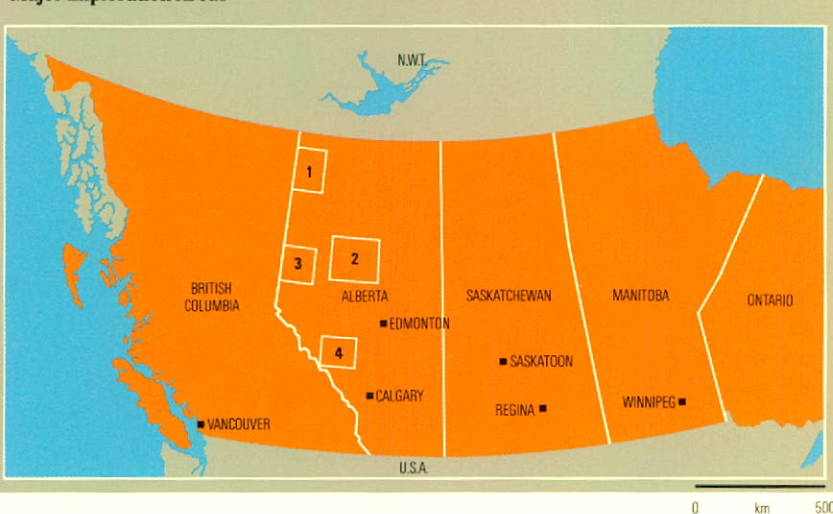 N.W.T.
1
3
2
BRITISH
COLUMBIA
ALBERTA
SASKATCHEWAN
MANITOBA
ONTARIO
EDMONTON
4
SASKATOON
CALGARY
REGINA
WINNIPEG
VANCOUVER
U.S.A.
0 km 500